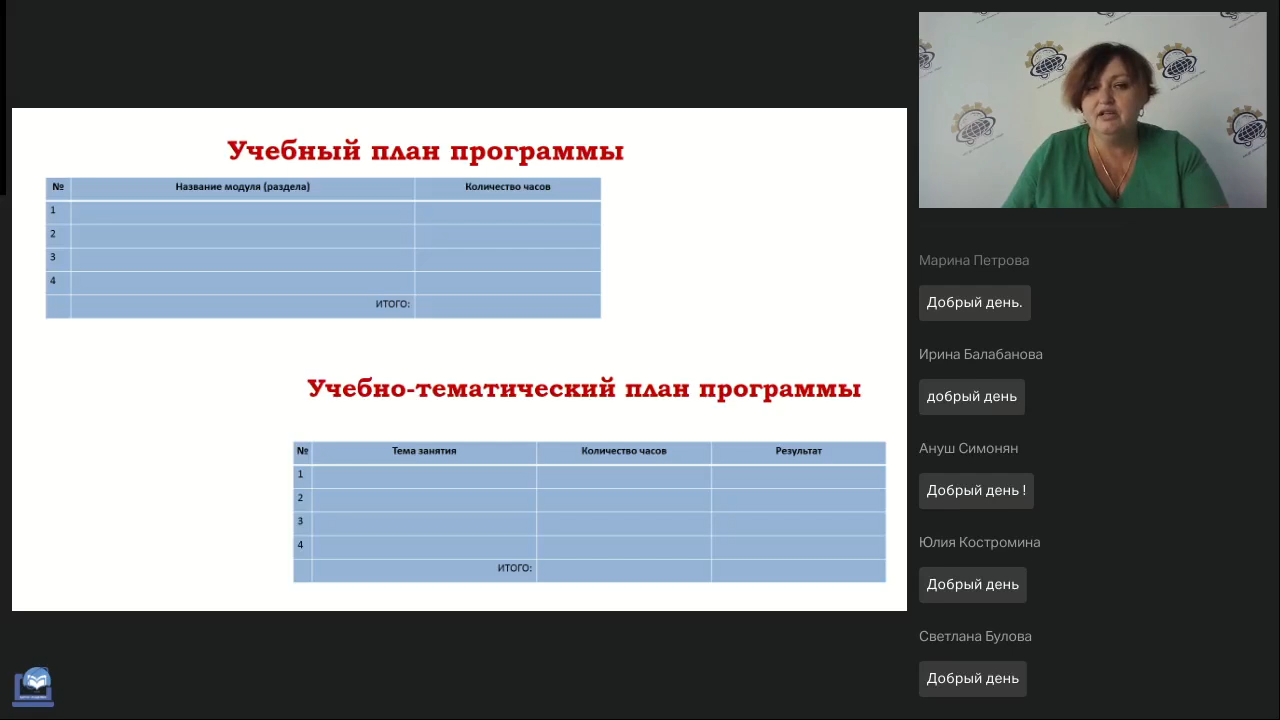 Учебный план программы
№ Название модуля (раздела) Количество часов
1
2
3
4
ИТОГО:
Учебно-тематический план программы
№ Тема занятия Количество часов Результат
1
2
3
4
ИТОГО:
Марина Петрова
Добрый день.
Ирина Балабанова
добрый день
Ануш Симонян
Добрый день !
Юлия Костромина
Добрый день
Светлана Булова
Добрый день